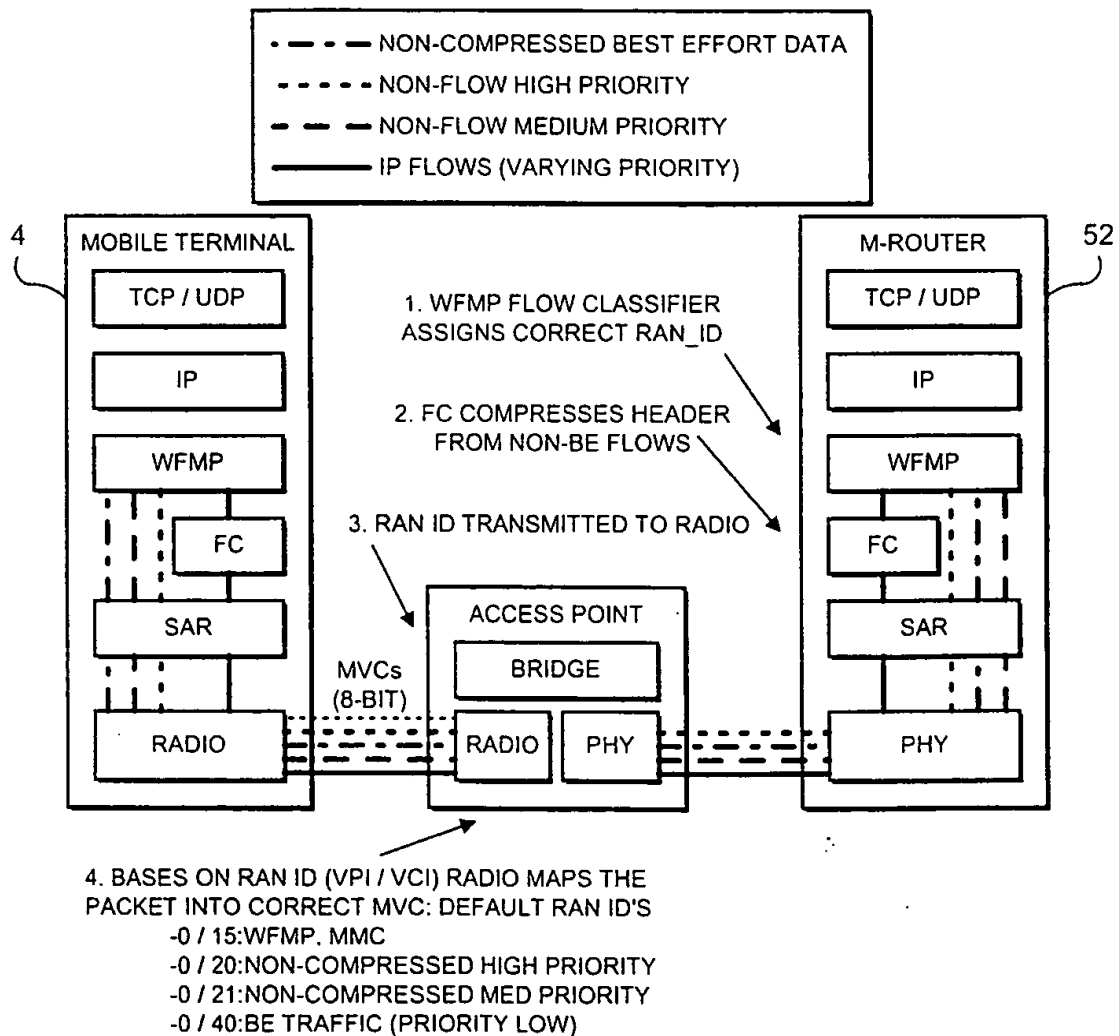 NON-COMPRESSED BEST EFFORT DATA
NON-FLOW HIGH PRIORITY
NON-FLOW MEDIUM PRIORITY
IP FLOWS (VARYING PRIORITY)
4
MOBILE TERMINAL
TCP / UDP
IP
WFMP
FC
SAR
RADIO
1. WFMP FLOW CLASSIFIER
ASSIGNS CORRECT RAN_ID
2. FC COMPRESSES HEADER
FROM NON-BE FLOWS
3. RAN ID TRANSMITTED TO RADIO
MVCs
(8-BIT)
ACCESS POINT
BRIDGE
RADIO
PHY
52
M-ROUTER
TCP / UDP
IP
WFMP
FC
SAR
PHY
4. BASES ON RAN ID (VPI / VCI) RADIO MAPS THE
PACKET INTO CORRECT MVC: DEFAULT RAN ID'S
-0 / 15:WFMP, MMC
-0 / 20:NON-COMPRESSED HIGH PRIORITY
-0 / 21:NON-COMPRESSED MED PRIORITY
-0 / 40:BE TRAFFIC (PRIORITY LOW)